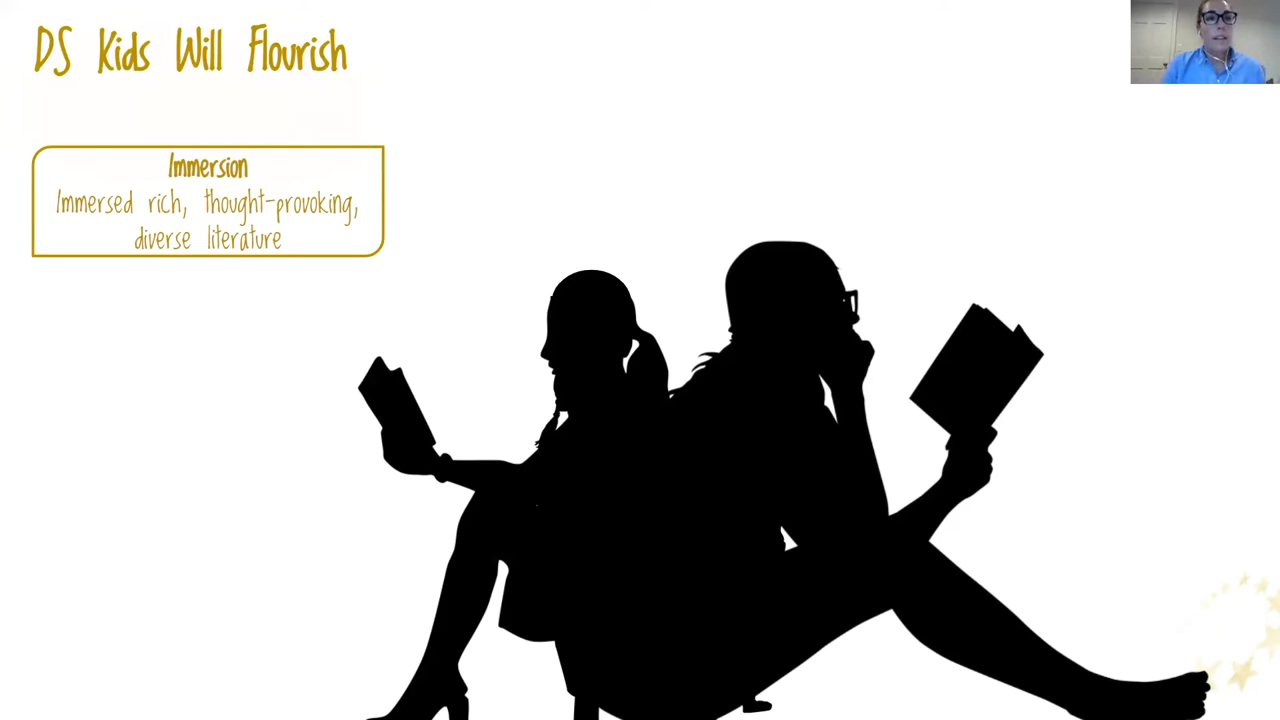 DS Kids Will Flourish
Immersion
Immersed rich, thought-provoking,
diverse literature